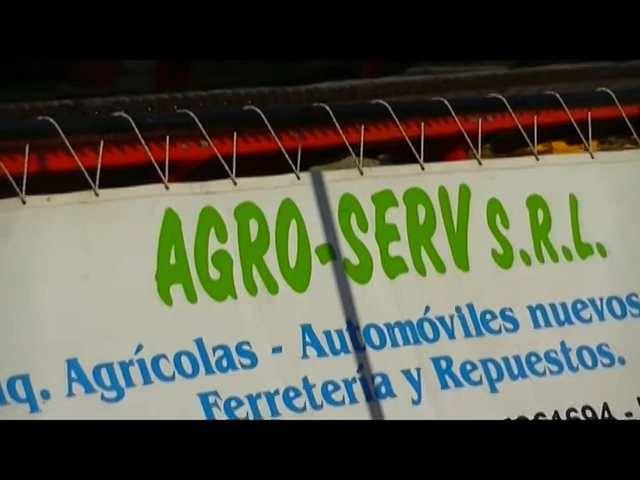 AGRO-SERV S.R.L.
Agrícolas - Automóviles nuevos
Ferretería y Repuestos.